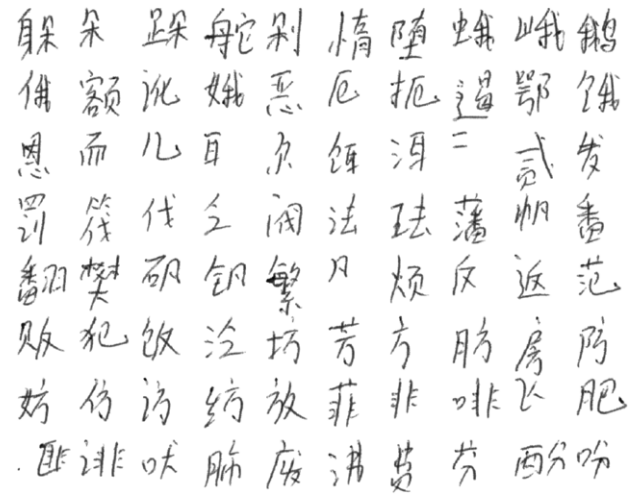 躲朵跺舵剁惰堕蛾峨鹅
俄额讹娥恶厄扼遏鄂饿
恩而儿耳尔饵洱二贰发
罚筏伐乏阀法珐藩帆番
翻樊矾钒繁凡烦反返范
贩犯饭泛坊芳方肪房防
妨仿访纺放菲非啡飞肥
匪诽吠肺废沸费芬酚吩